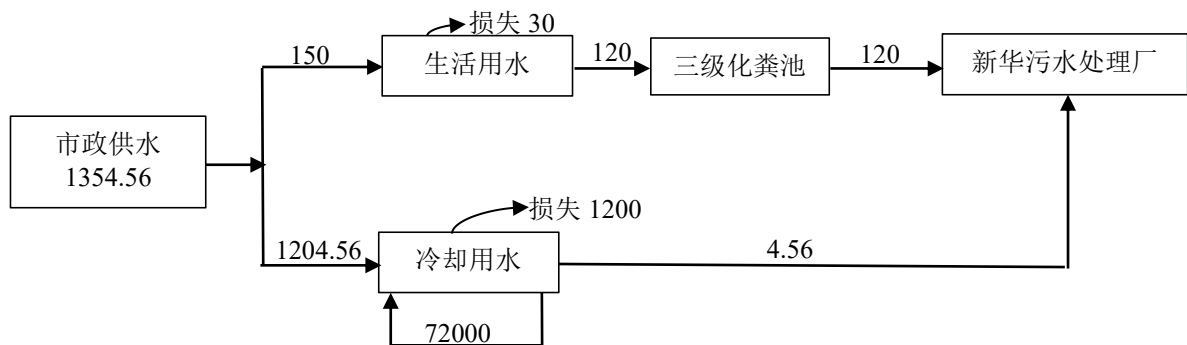 损失 30
150
生活用水
120
三级化粪池
120
新华污水处理厂
市政供水
1354.56
损失 1200
1204.56
冷却用水
4.56
72000